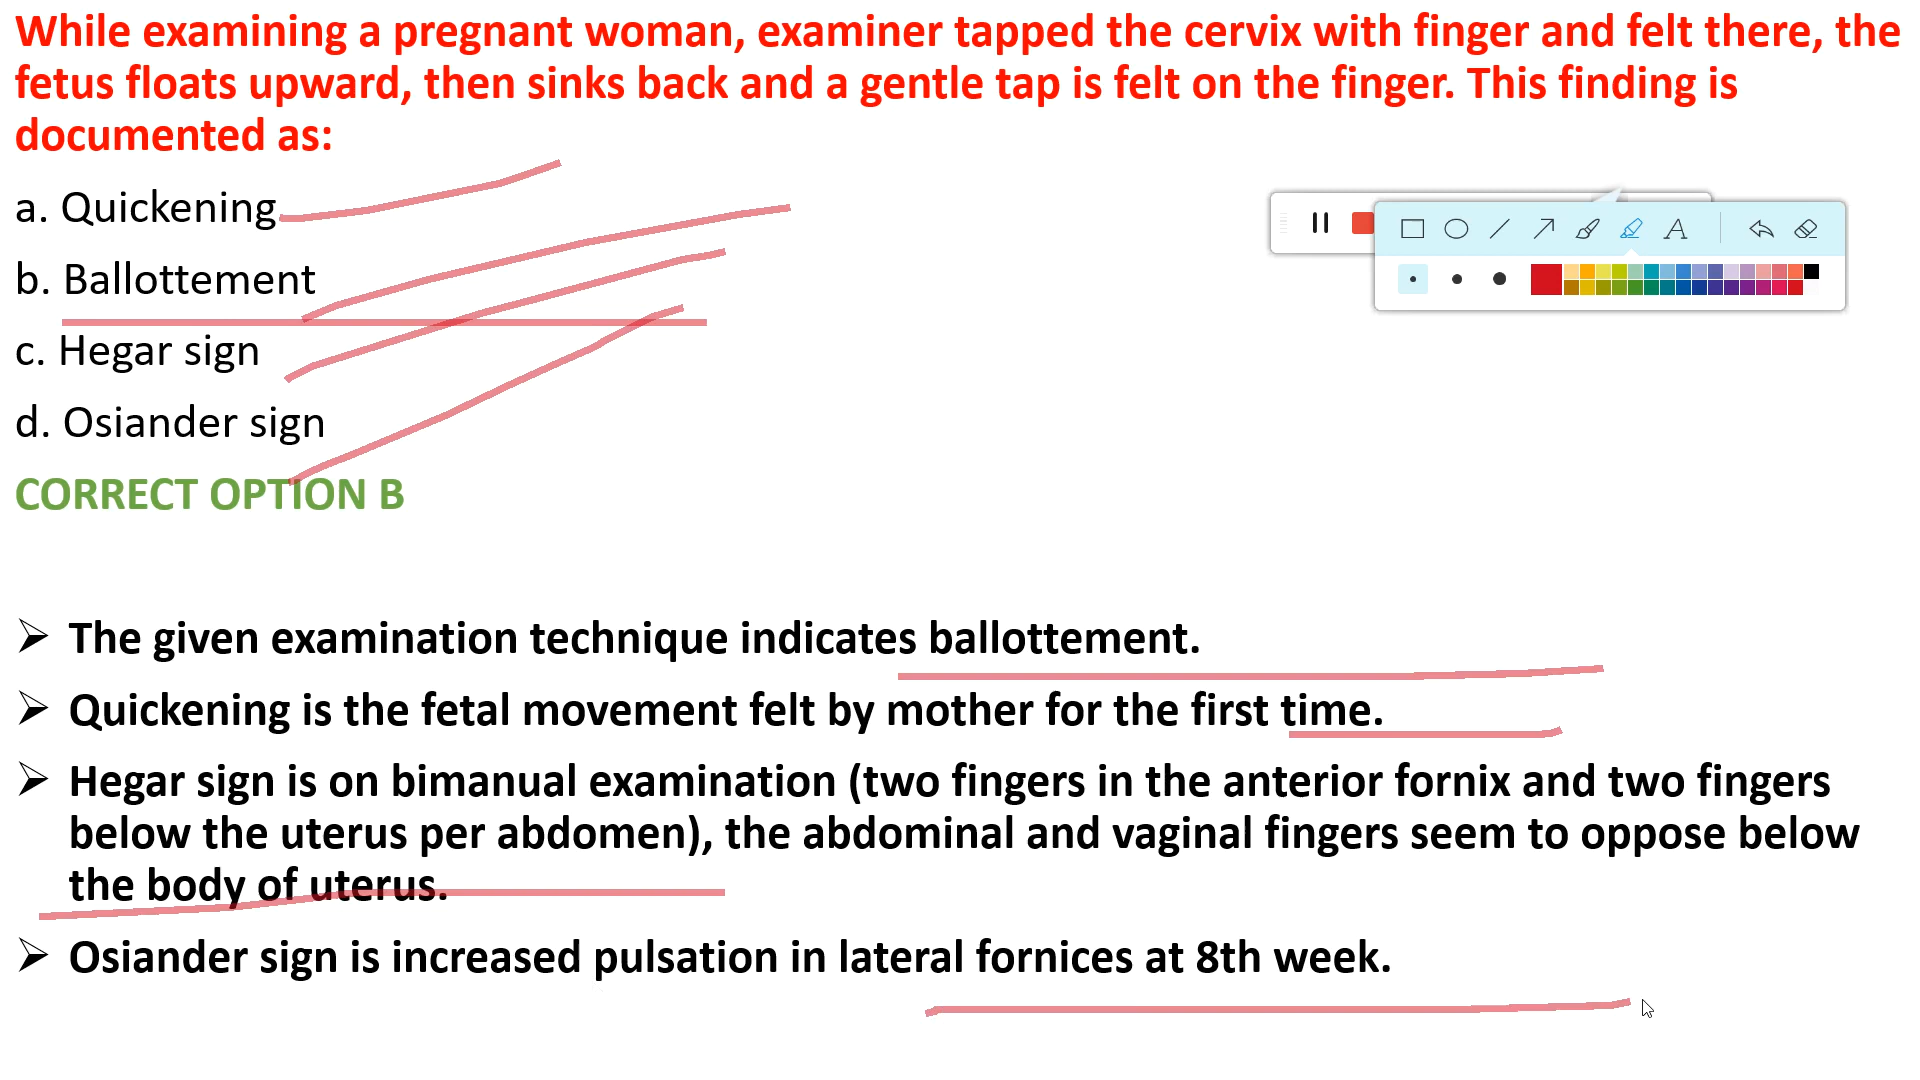 While examining a pregnant woman, examiner tapped the cervix with finger and felt there, the
fetus floats upward, then sinks back and a gentle tap is felt on the finger. This finding is
documented as:
a. Quickening
b. Ballottement
c. Hegar sign
d. Osiander sign
CORRECT OPTION B
➢ The given examination technique indicates ballottement.
➢ Quickening is the fetal movement felt by mother for the first time.
➢ Hegar sign is on bimanual examination (two fingers in the anterior fornix and two fingers
below the uterus per abdomen), the abdominal and vaginal fingers seem to oppose below
the body of uterus.
➢ Osiander sign is increased pulsation in lateral fornices at 8th week.